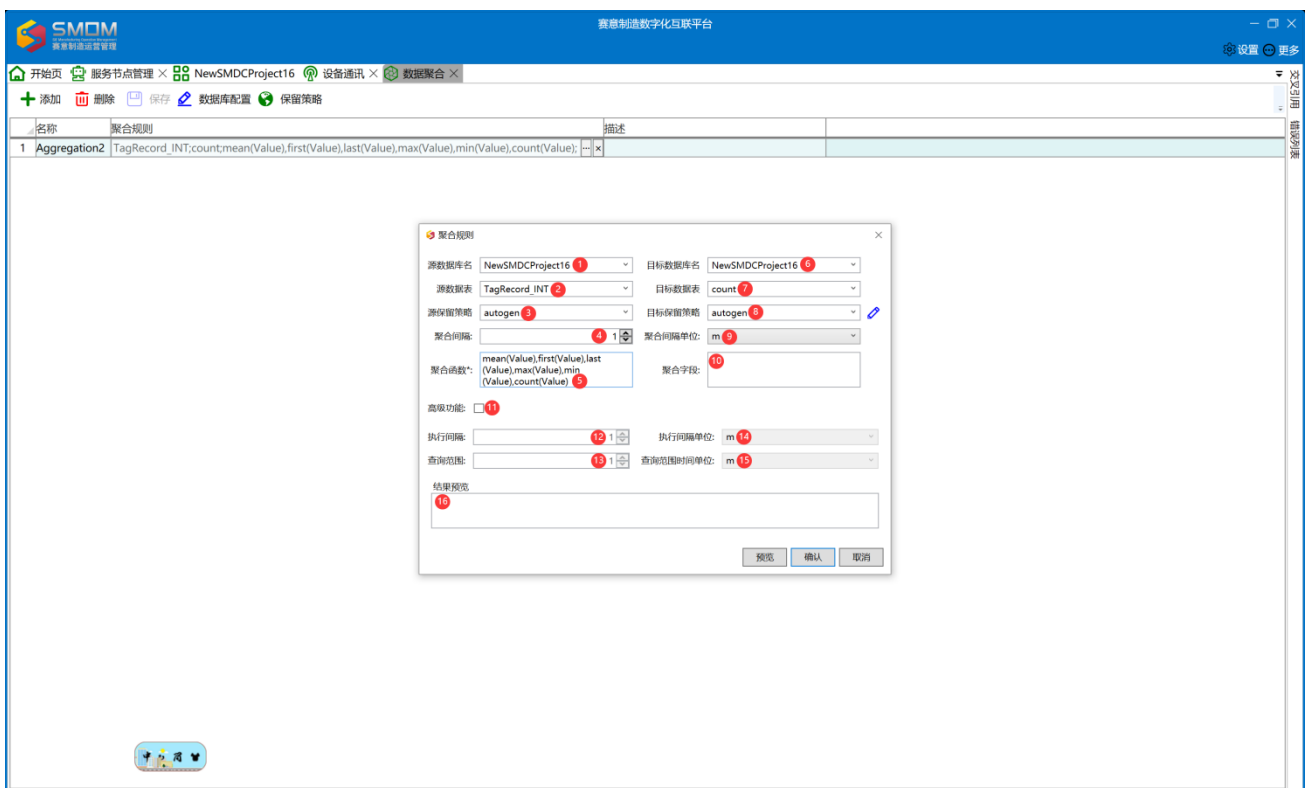 SMOM
赛意制造运营管理
赛意制造数字化互联平台
设置 更多
开始页 服务节点管理 NewSMDCProject16 设备通讯 数据聚合
添加 删除 保存 数据库配置 保留策略
交叉引用
错误列表
名称 聚合规则 描述
1 Aggregation2 TagRecord_INT;count;mean(Value),first(Value),last(Value),max(Value),min(Value),count(Value); ... ×
聚合规则
源数据库名 NewSMDCProject16 1 目标数据库名 NewSMDCProject16 6
源数据表 TagRecord_INT 2 目标数据表 count 7
源保留策略 autogen 3 目标保留策略 autogen 8
聚合间隔: 4 1 聚合间隔单位: m 9
聚合函数*: mean(Value),first(Value),last
(Value),max(Value),min
(Value),count(Value) 5
聚合字段: 10
高级功能: 11
执行间隔: 12 1 执行间隔单位: m 14
查询范围: 13 1 查询范围时间单位: m 15
结果预览
16
预览 确认 取消